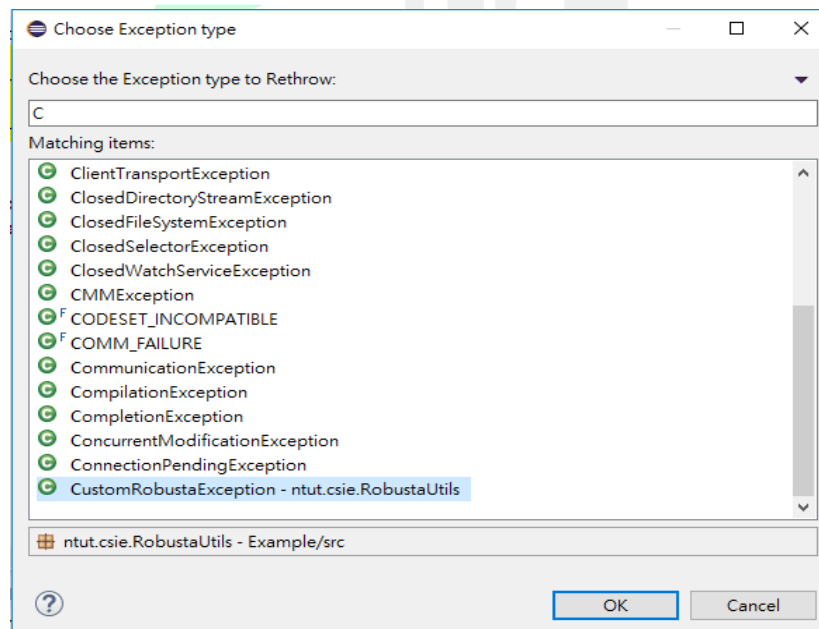 Choose Exception type
Choose the Exception type to Rethrow:
C
Matching items:
ClientTransportException
ClosedDirectoryStreamException
ClosedFileSystemException
ClosedSelectorException
ClosedWatchServiceException
CMMException
F CODESET_INCOMPATIBLE
F COMM_FAILURE
CommunicationException
CompilationException
CompletionException
ConcurrentModificationException
ConnectionPendingException
CustomRobustaException - ntut.csie.RobustaUtils
ntut.csie.RobustaUtils - Example/src
OK Cancel